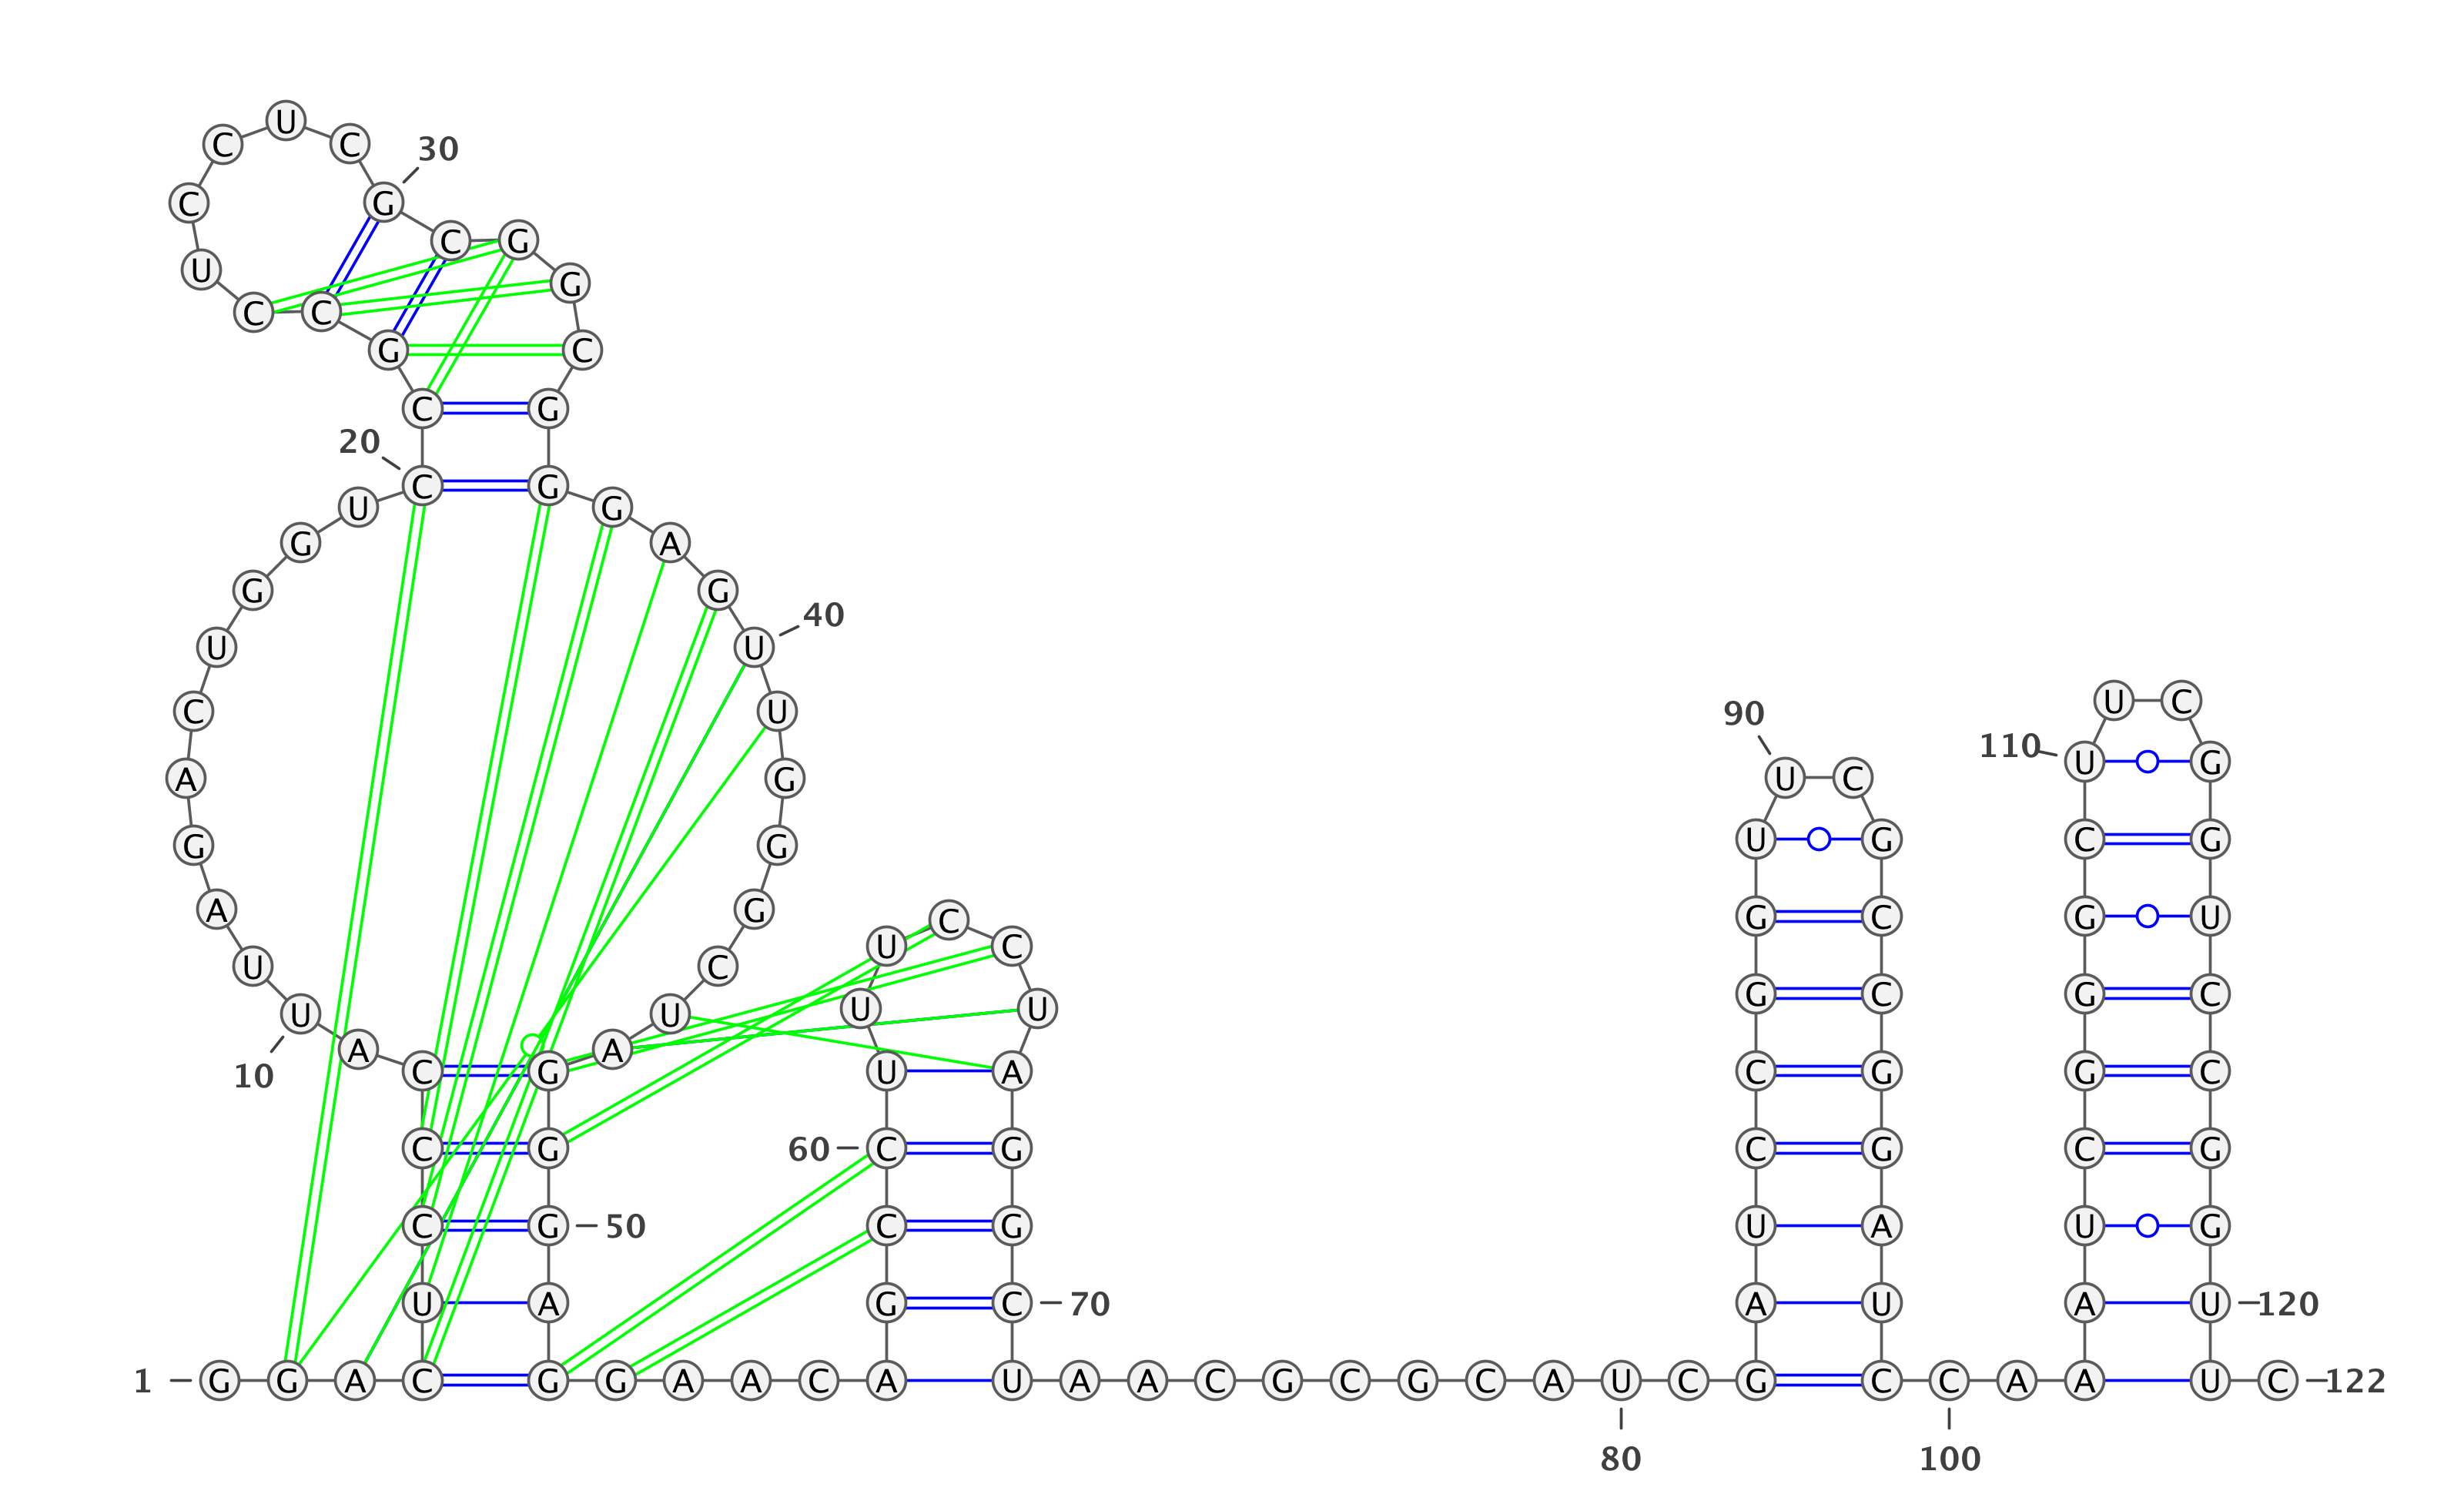 U
C C 30
C G
C G
U G
C C
G C
C G
20
C G
U G
G A
G G
40
U U
U C
C U 90
110 U G
A G U C
G G U G C G
A G C G C G U
U C
U C
G C G C
U U U U
A A
10 C G U A C G G C
C G 60 C G C G C G
C G 50 C G U A U G
U A G C 70 A U A U 120
1 G G A C G G A A C A U A A C G C G C A U C G C C A A U C 122
80 100